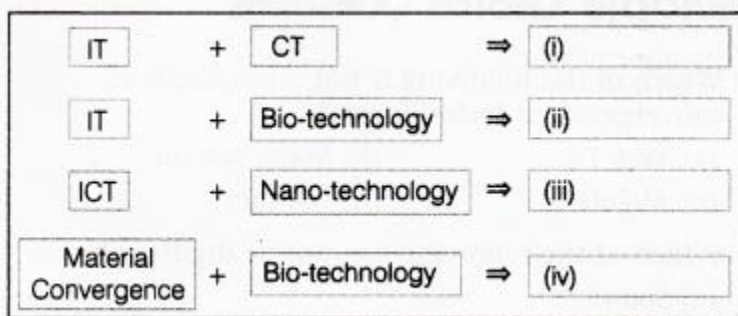 IT + CT ⇒ (i)
IT + Bio-technology ⇒ (ii)
ICT + Nano-technology ⇒ (iii)
Material
Convergence + Bio-technology ⇒ (iv)